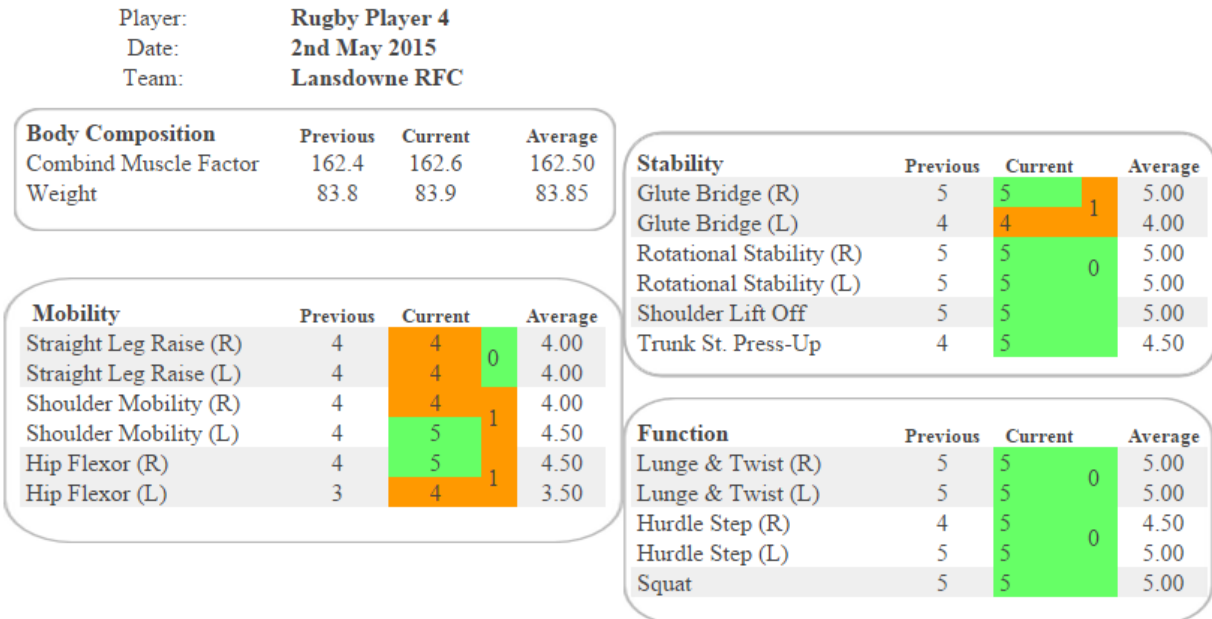 Player: Rugby Player 4
Date: 2nd May 2015
Team: Lansdowne RFC
Body Composition Previous Current Average
Combind Muscle Factor 162.4 162.6 162.50
Weight 83.8 83.9 83.85
Mobility Previous Current Average
Straight Leg Raise (R) 4 4 4.00
0
Straight Leg Raise (L) 4 4 4.00
Shoulder Mobility (R) 4 4 4.00
1
Shoulder Mobility (L) 4 5 4.50
Hip Flexor (R) 4 5 4.50
1
Hip Flexor (L) 3 4 3.50
Stability Previous Current Average
Glute Bridge (R) 5 5 5.00
1
Glute Bridge (L) 4 4 4.00
Rotational Stability (R) 5 5 5.00
0
Rotational Stability (L) 5 5 5.00
Shoulder Lift Off 5 5 5.00
Trunk St. Press-Up 4 5 4.50
Function Previous Current Average
Lunge & Twist (R) 5 5 5.00
0
Lunge & Twist (L) 5 5 5.00
Hurdle Step (R) 4 5 4.50
0
Hurdle Step (L) 5 5 5.00
Squat 5 5 5.00